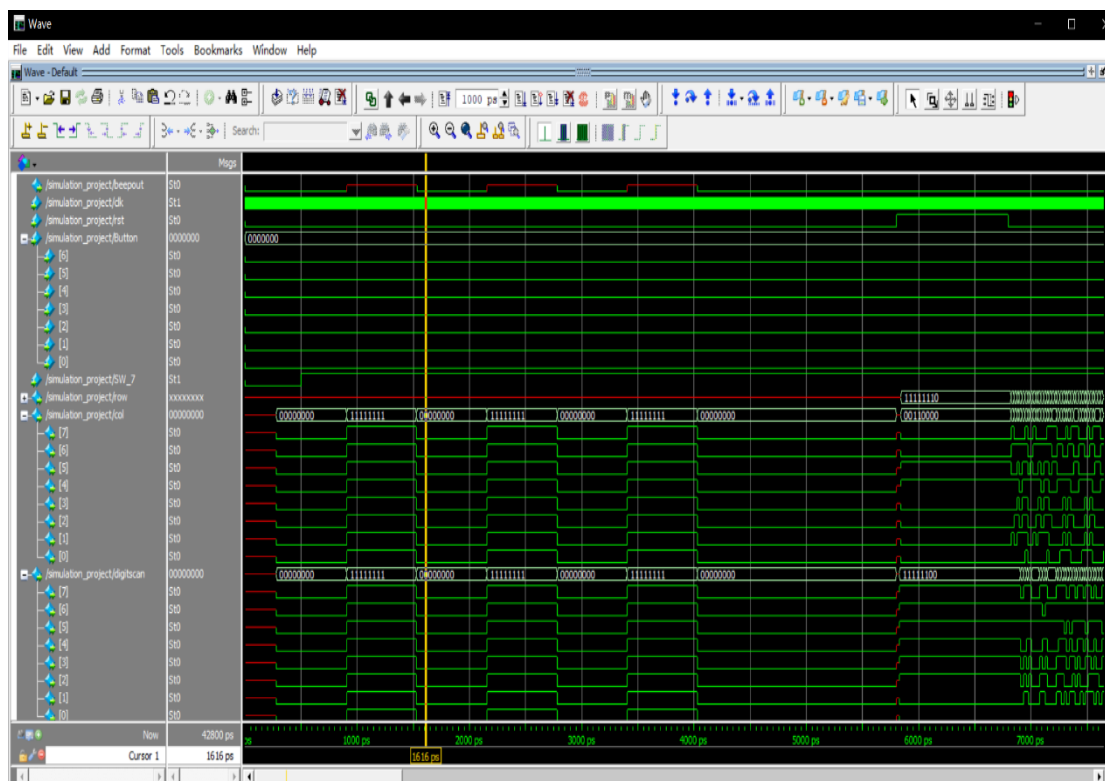 Wave
File Edit View Add Format Tools Bookmarks Window Help
Wave - Default
1000 ps
Search:
Msgs
/simulation_project/beepout St0
/simulation_project/clk St1
/simulation_project/rst St0
/simulation_project/Button 0000000 0000000
[6] St0
[5] St0
[4] St0
[3] St0
[2] St0
[1] St0
[0] St0
/simulation_project/SW_7 St1
/simulation_project/row xxxxxxxx 11111110
/simulation_project/col 00000000 00000000 11111111 00000000 11111111 00000000 11111111 00000000 00110000
[7] St0
[6] St0
[5] St0
[4] St0
[3] St0
[2] St0
[1] St0
[0] St0
/simulation_project/digitscan 00000000 00000000 11111111 00000000 11111111 00000000 11111111 00000000 11111100
[7] St0
[6] St0
[5] St0
[4] St0
[3] St0
[2] St0
[1] St0
[0] St0
Now 42800 ps ps 1000 ps 2000 ps 3000 ps 4000 ps 5000 ps 6000 ps 7000 ps
Cursor 1 1616 ps 1616 ps